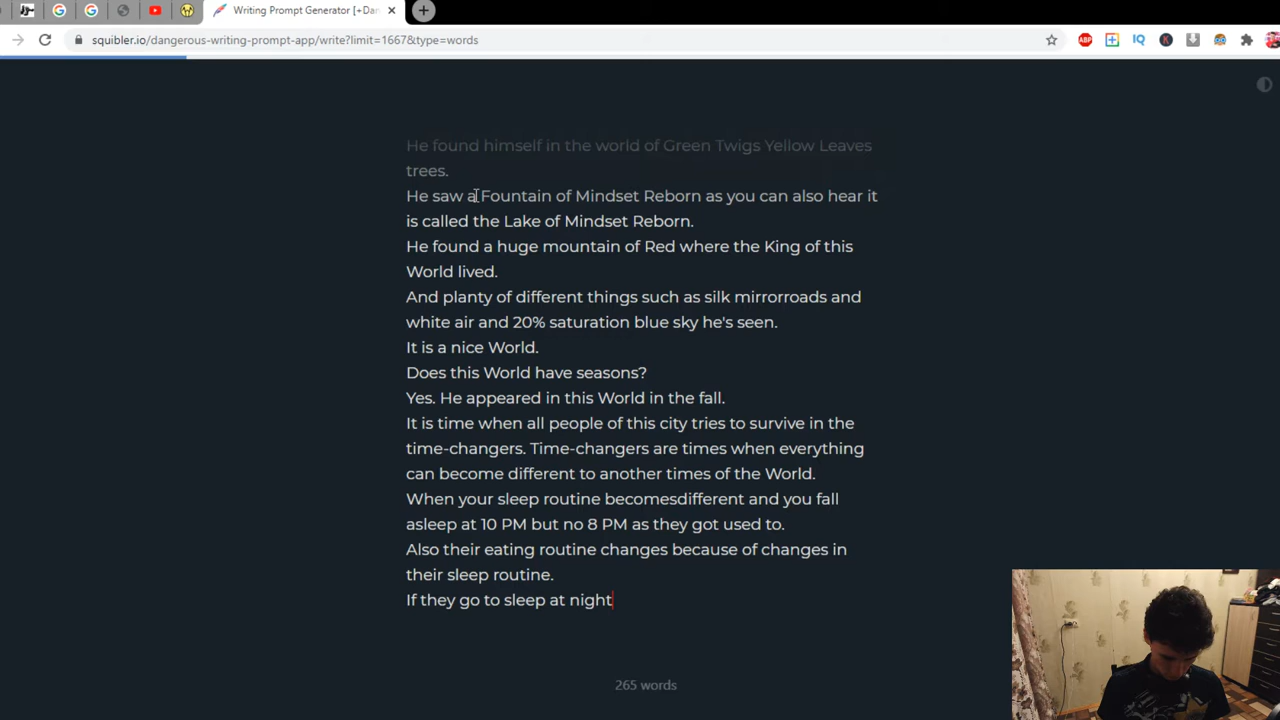 Writing Prompt Generator [+Dan
squibler.io/dangerous-writing-prompt-app/write?limit=1667&type=words
ABP
IQ
K
He found himself in the world of Green Twigs Yellow Leaves
trees.
He saw a Fountain of Mindset Reborn as you can also hear it
is called the Lake of Mindset Reborn.
He found a huge mountain of Red where the King of this
World lived.
And planty of different things such as silk mirrorroads and
white air and 20% saturation blue sky he's seen.
It is a nice World.
Does this World have seasons?
Yes. He appeared in this World in the fall.
It is time when all people of this city tries to survive in the
time-changers. Time-changers are times when everything
can become different to another times of the World.
When your sleep routine becomesdifferent and you fall
asleep at 10 PM but no 8 PM as they got used to.
Also their eating routine changes because of changes in
their sleep routine.
If they go to sleep at night
265 words